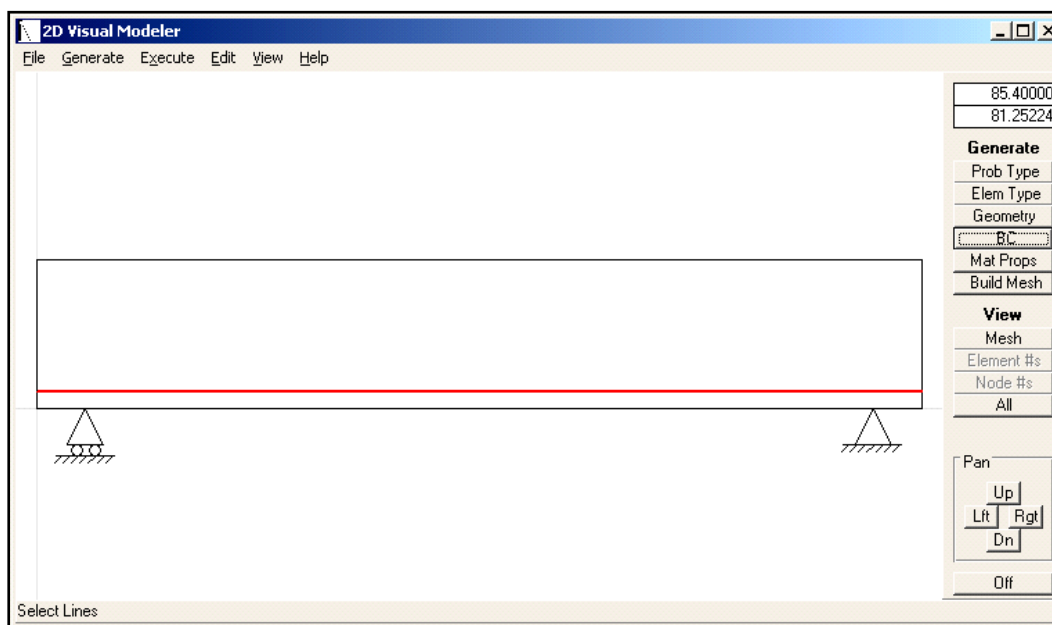 2D Visual Modeler
File Generate Execute Edit View Help
85.40000
81.25224
Generate
Prob Type
Elem Type
Geometry
BC
Mat Props
Build Mesh
View
Mesh
Element #s
Node #s
All
Pan
Up
Lft Rgt
Dn
Off
Select Lines